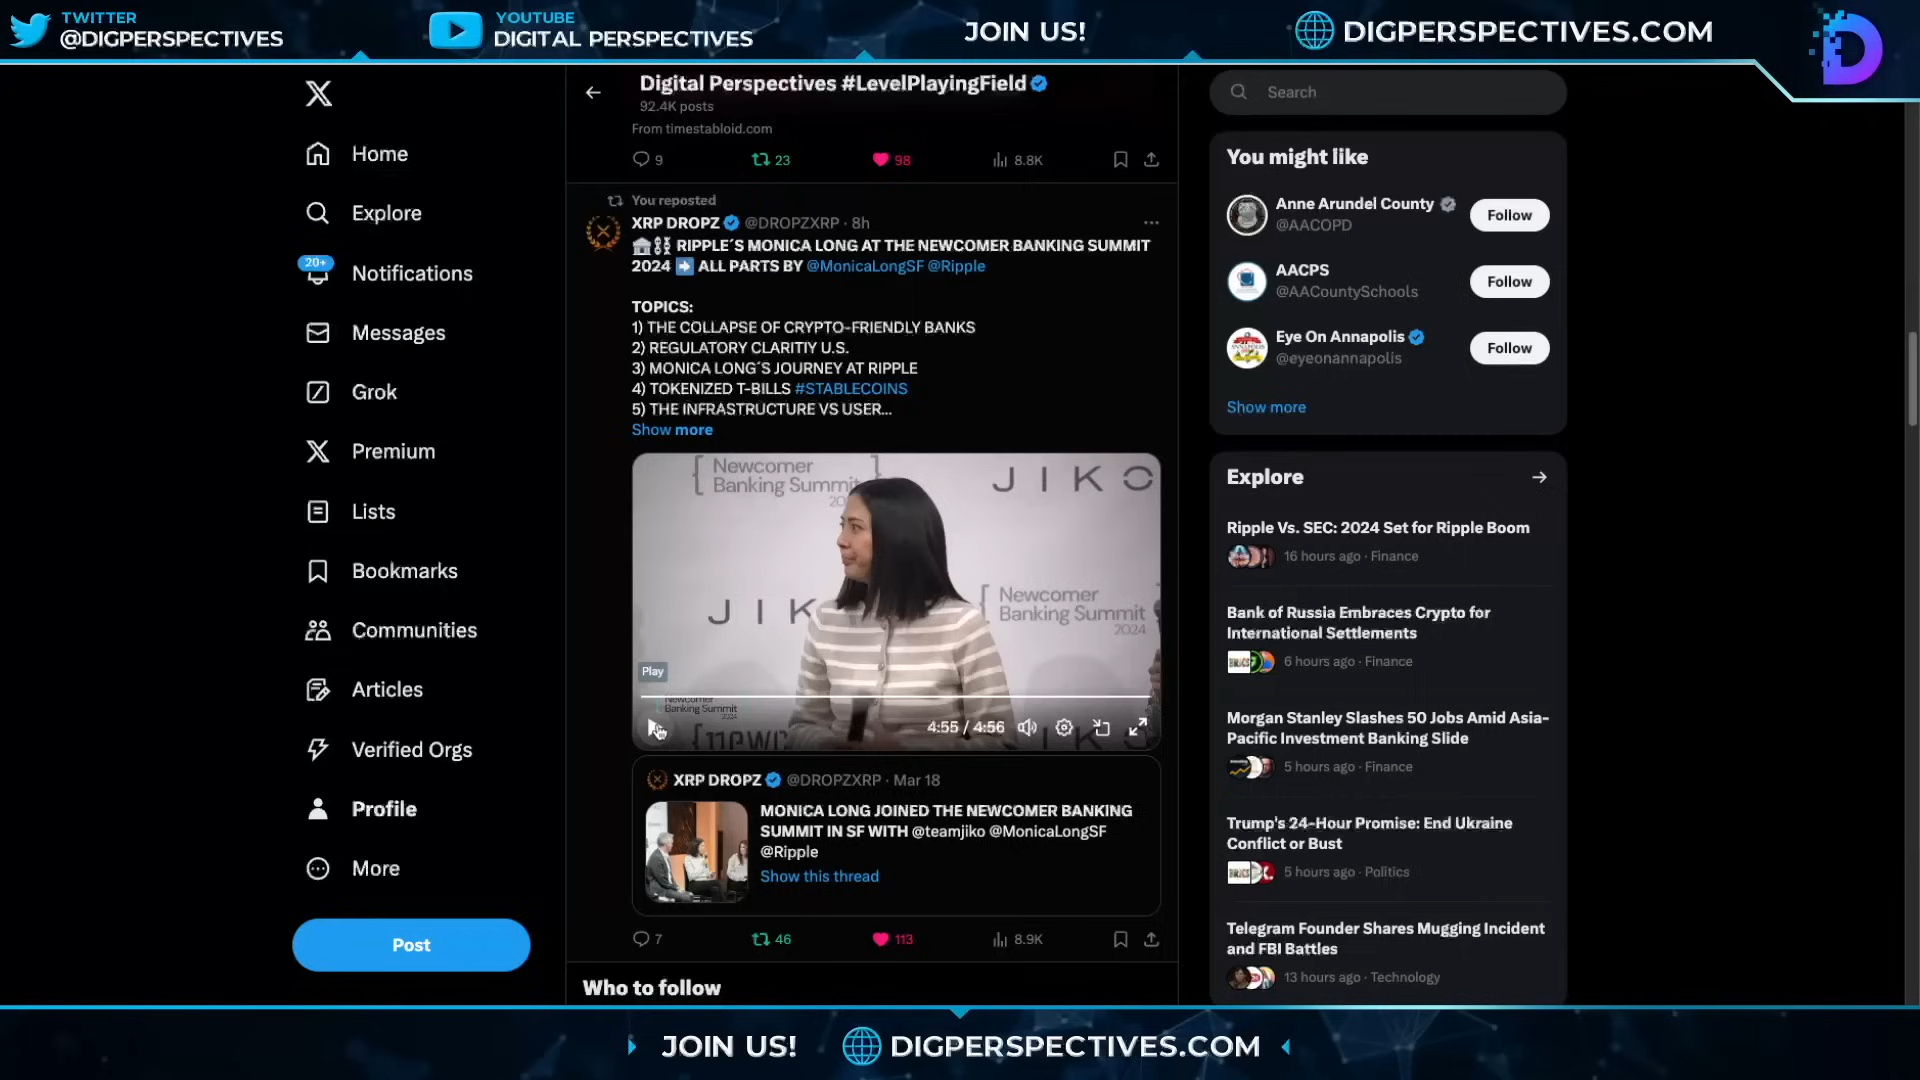 TWITTER
@DIGPERSPECTIVES
YOUTUBE
DIGITAL PERSPECTIVES
JOIN US!
DIGPERSPECTIVES.COM
Home
Explore
20+
Notifications
Messages
Grok
Premium
Lists
Bookmarks
Communities
Articles
Verified Orgs
Profile
More
Post
Digital Perspectives #LevelPlayingField
92.4K posts
From timestabloid.com
9 23 98 8.8K
You reposted
XRP DROPZ @DROPZXRP · 8h
RIPPLE´S MONICA LONG AT THE NEWCOMER BANKING SUMMIT
2024 ➡ ALL PARTS BY @MonicaLongSF @Ripple
TOPICS:
1) THE COLLAPSE OF CRYPTO-FRIENDLY BANKS
2) REGULATORY CLARITIY U.S.
3) MONICA LONG´S JOURNEY AT RIPPLE
4) TOKENIZED T-BILLS #STABLECOINS
5) THE INFRASTRUCTURE VS USER...
Show more
Newcomer
Banking Summit
JIKO
JIK
Newcomer
Banking Summit
2024
Play
Newcomer
Banking Summit
2024
4:55 / 4:56
XRP DROPZ @DROPZXRP · Mar 18
MONICA LONG JOINED THE NEWCOMER BANKING
SUMMIT IN SF WITH @teamjiko @MonicaLongSF
@Ripple
Show this thread
7 46 113 8.9K
Who to follow
Search
You might like
Anne Arundel County
@AACOPD
Follow
AACPS
@AACountySchools
Follow
Eye On Annapolis
@eyeonannapolis
Follow
Show more
Explore
Ripple Vs. SEC: 2024 Set for Ripple Boom
16 hours ago · Finance
Bank of Russia Embraces Crypto for
International Settlements
6 hours ago · Finance
Morgan Stanley Slashes 50 Jobs Amid Asia-
Pacific Investment Banking Slide
5 hours ago · Finance
Trump's 24-Hour Promise: End Ukraine
Conflict or Bust
5 hours ago · Politics
Telegram Founder Shares Mugging Incident
and FBI Battles
13 hours ago · Technology
JOIN US!
DIGPERSPECTIVES.COM